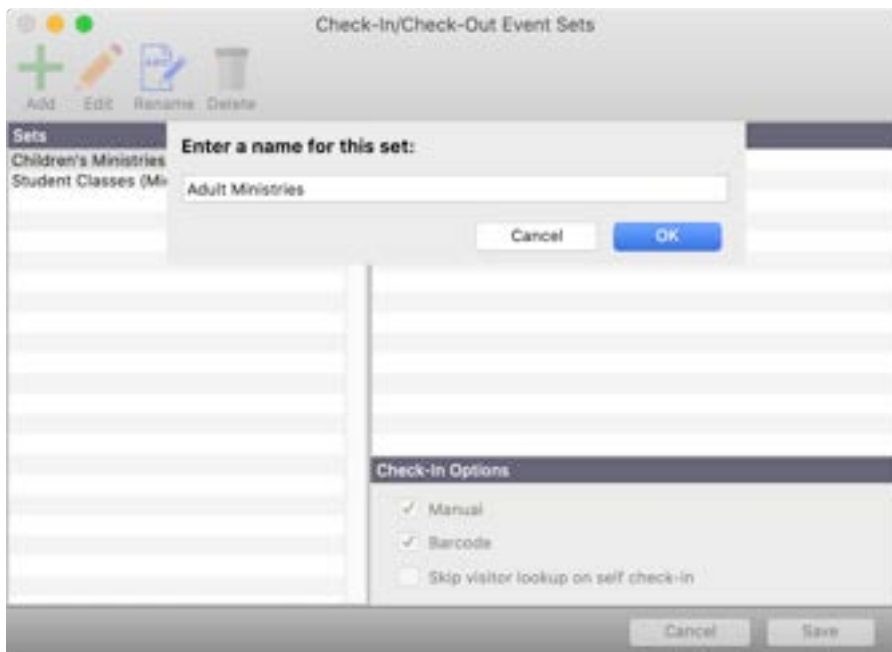 Check-In/Check-Out Event Sets
Add Edit Rename Delete
Sets
Enter a name for this set:
Children's Ministries
Student Classes (Mi
Adult Ministries
Cancel OK
Check-In Options
Manual
Barcode
Skip visitor lookup on self check-in
Cancel Save